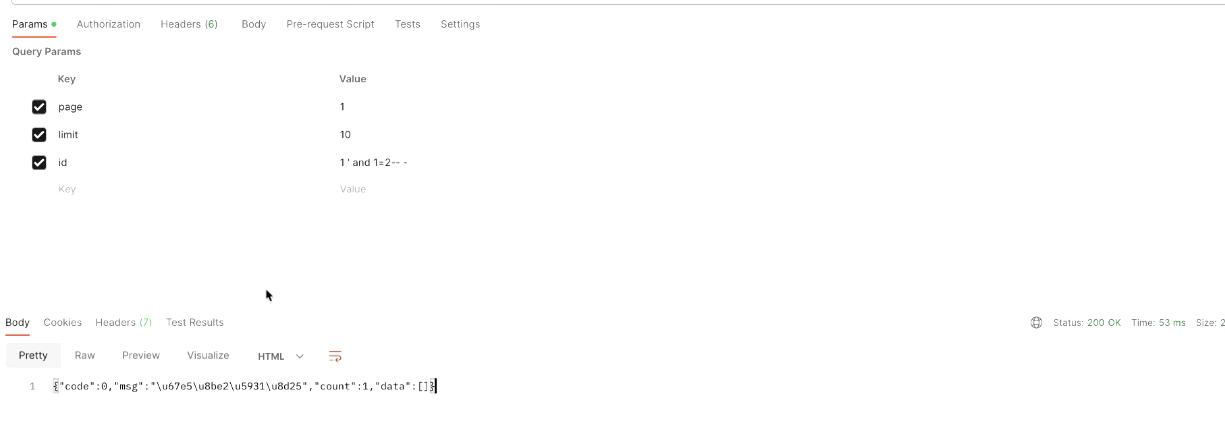 Params Authorization Headers (6) Body Pre-request Script Tests Settings
Query Params
Key Value
page 1
limit 10
id 1 ' and 1=2-- -
Key Value
Body Cookies Headers (7) Test Results Status: 200 OK Time: 53 ms Size: 2
Pretty Raw Preview Visualize HTML
1 {"code":0,"msg":"\u67e5\u8be2\u5931\u8d25","count":1,"data":[]}